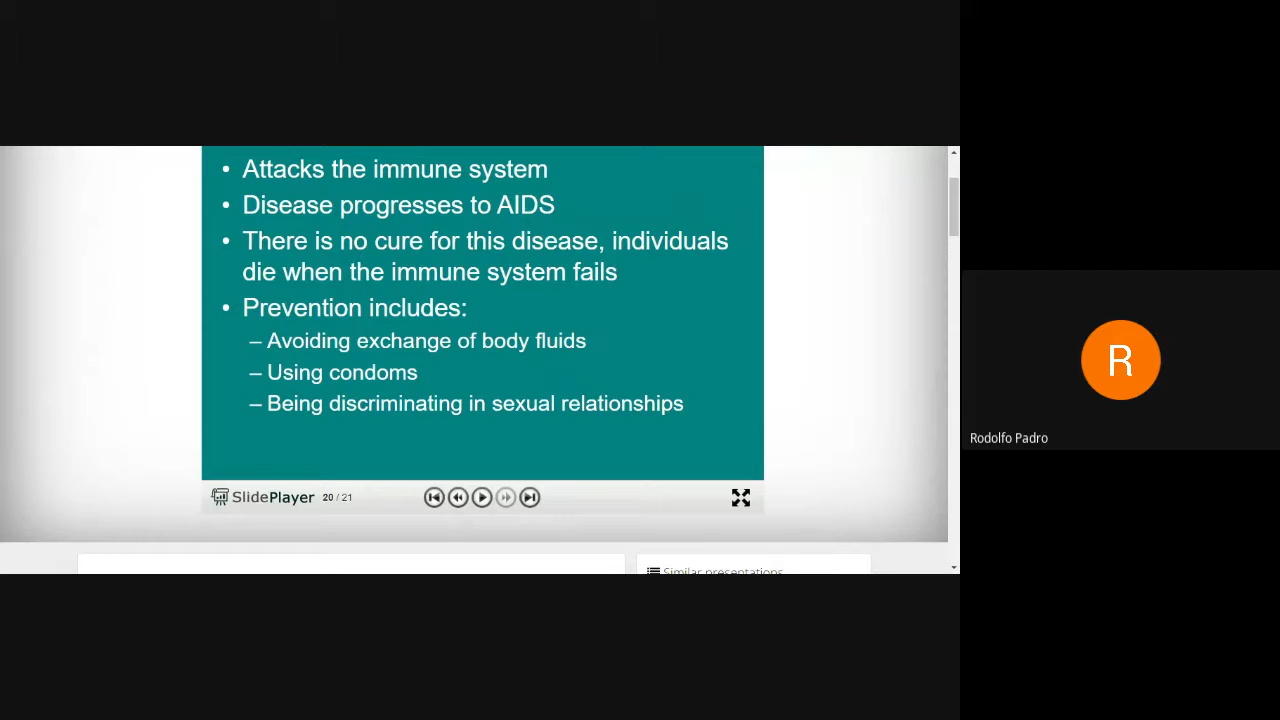 • Attacks the immune system
• Disease progresses to AIDS
• There is no cure for this disease, individuals
die when the immune system fails
• Prevention includes:
– Avoiding exchange of body fluids
– Using condoms
– Being discriminating in sexual relationships
SlidePlayer 20 / 21
Similar presentations
R
Rodolfo Padro